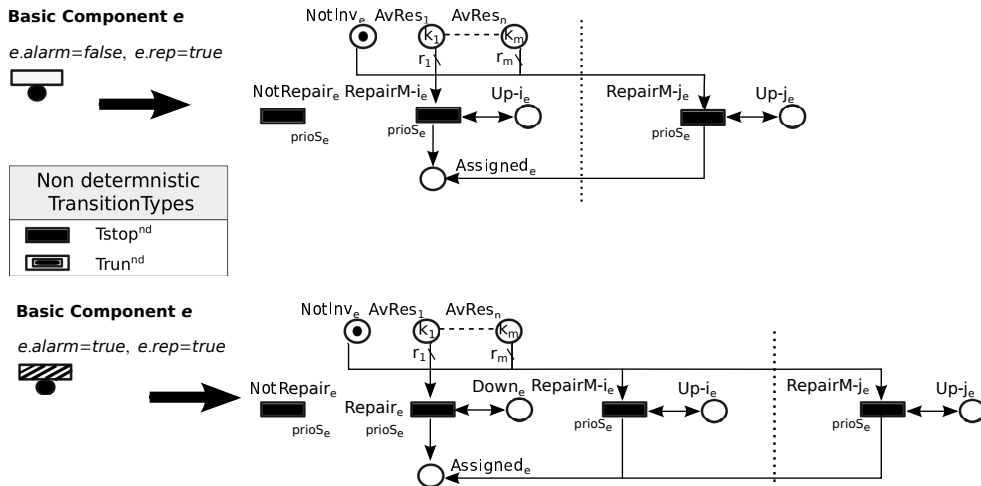 Basic Component e
e.alarm=false, e.rep=true
NotInv_e AvRes_1 AvRes_n
k_1 k_m
r_1 r_m
NotRepair_e RepairM-i_e Up-i_e RepairM-j_e Up-j_e
prioS_e prioS_e prioS_e
Assigned_e
Non determnistic
TransitionTypes
Tstop^nd
Trun^nd
Basic Component e
e.alarm=true, e.rep=true
NotInv_e AvRes_1 AvRes_n
k_1 k_m
r_1 r_m
NotRepair_e Repair_e Down_e RepairM-i_e Up-i_e RepairM-j_e Up-j_e
prioS_e prioS_e prioS_e prioS_e
Assigned_e